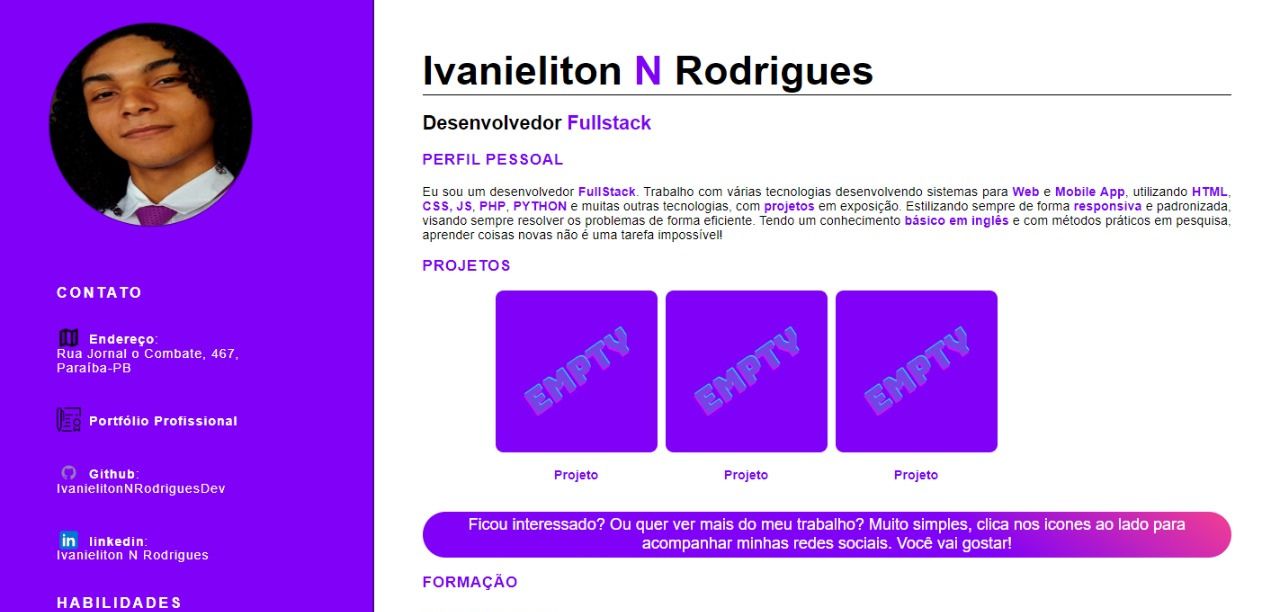 Ivanieliton N Rodrigues
Desenvolvedor Fullstack
PERFIL PESSOAL
Eu sou um desenvolvedor FullStack. Trabalho com várias tecnologias desenvolvendo sistemas para Web e Mobile App, utilizando HTML,
CSS, JS, PHP, PYTHON e muitas outras tecnologias, com projetos em exposição. Estilizando sempre de forma responsiva e padronizada,
visando sempre resolver os problemas de forma eficiente. Tendo um conhecimento básico em inglês e com métodos práticos em pesquisa,
aprender coisas novas não é uma tarefa impossível!
PROJETOS
EMPTY
EMPTY
EMPTY
Projeto
Projeto
Projeto
Ficou interessado? Ou quer ver mais do meu trabalho? Muito simples, clica nos icones ao lado para
acompanhar minhas redes sociais. Você vai gostar!
FORMAÇÃO
CONTATO
Endereço:
Rua Jornal o Combate, 467,
Paraíba-PB
Portfólio Profissional
Github:
IvanielitonNRodriguesDev
in
linkedin:
Ivanieliton N Rodrigues
HABILIDADES